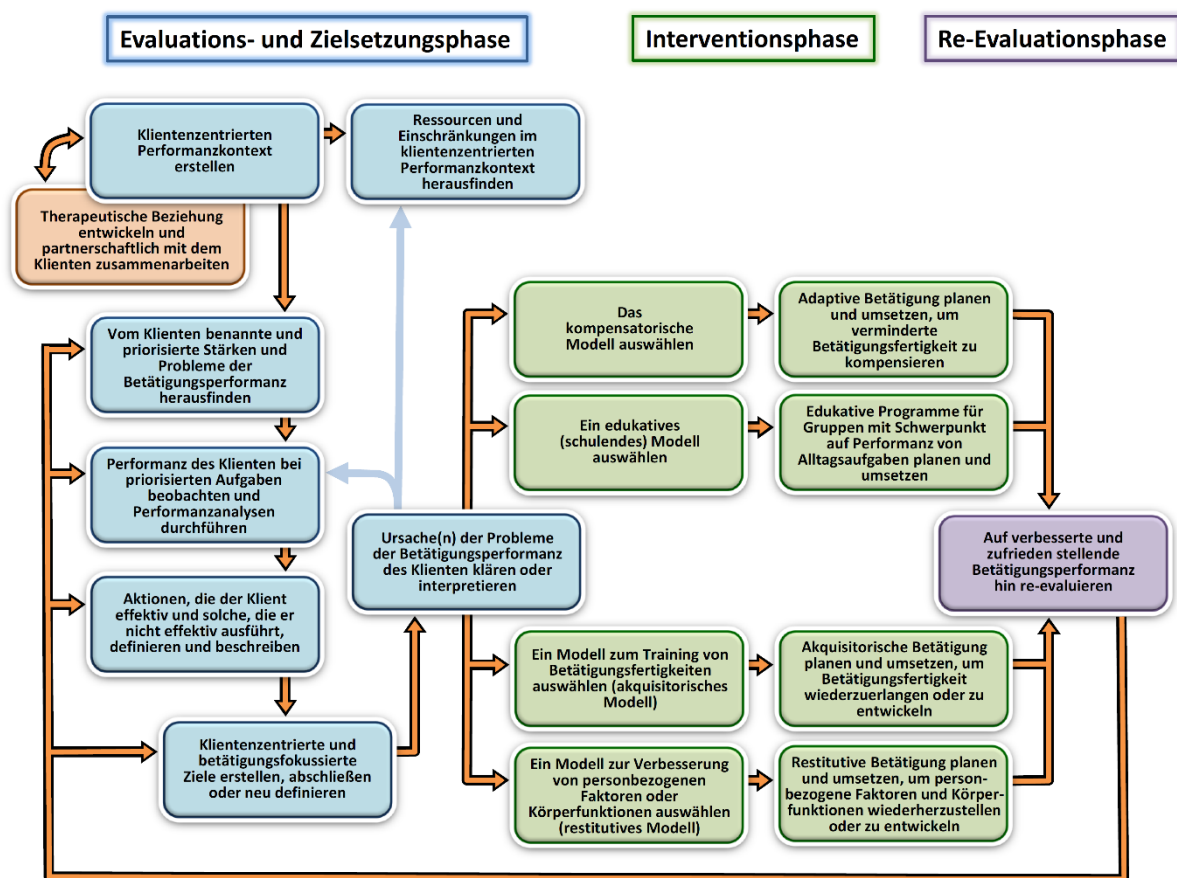 Evaluations- und Zielsetzungsphase
Interventionsphase
Re-Evaluationsphase
Klientenzentrierten
Performanzkontext
erstellen
Ressourcen und
Einschränkungen im
klientenzentrierten
Performanzkontext
herausfinden
Therapeutische Beziehung
entwickeln und
partnerschaftlich mit dem
Klienten zusammenarbeiten
Vom Klienten benannte und
priorisierte Stärken und
Probleme der
Betätigungsperformanz
herausfinden
Performanz des Klienten bei
priorisierten Aufgaben
beobachten und
Performanzanalysen
durchführen
Aktionen, die der Klient
effektiv und solche, die er
nicht effektiv ausführt,
definieren und beschreiben
Klientenzentrierte und
betätigungsfokussierte
Ziele erstellen, abschließen
oder neu definieren
Ursache(n) der Probleme
der Betätigungsperformanz
des Klienten klären oder
interpretieren
Das
kompensatorische
Modell auswählen
Adaptive Betätigung planen
und umsetzen, um
verminderte
Betätigungsfertigkeit zu
kompensieren
Ein edukatives
(schulendes) Modell
auswählen
Edukative Programme für
Gruppen mit Schwerpunkt
auf Performanz von
Alltagsaufgaben planen und
umsetzen
Ein Modell zum Training von
Betätigungsfertigkeiten
auswählen (akquisitorisches
Modell)
Akquisitorische Betätigung
planen und umsetzen, um
Betätigungsfertigkeit
wiederzuerlangen oder zu
entwickeln
Ein Modell zur Verbesserung
von personbezogenen
Faktoren oder
Körperfunktionen auswählen
(restitutives Modell)
Restitutive Betätigung planen
und umsetzen, um person-
bezogene Faktoren und Körper-
funktionen wiederherzustellen
oder zu entwickeln
Auf verbesserte und
zufrieden stellende
Betätigungsperformanz
hin re-evaluieren